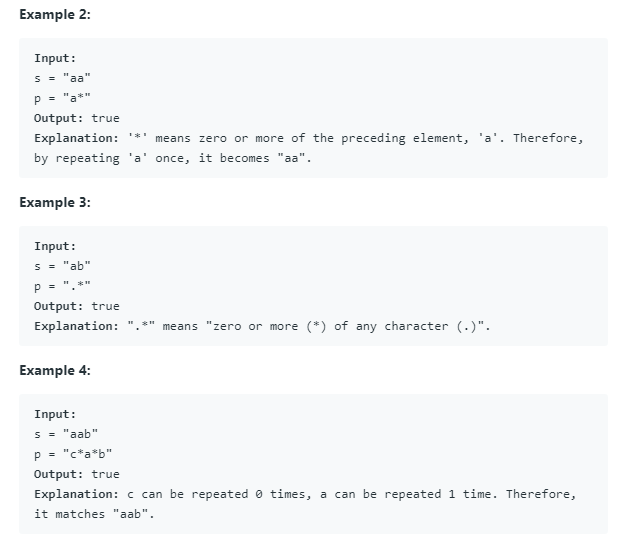 Example 2:
Input:
s = "aa"
p = "a*"
Output: true
Explanation: '*' means zero or more of the preceding element, 'a'. Therefore,
by repeating 'a' once, it becomes "aa".
Example 3:
Input:
s = "ab"
p = ".*"
Output: true
Explanation: ".*" means "zero or more (*) of any character (.)".
Example 4:
Input:
s = "aab"
p = "c*a*b"
Output: true
Explanation: c can be repeated 0 times, a can be repeated 1 time. Therefore,
it matches "aab".